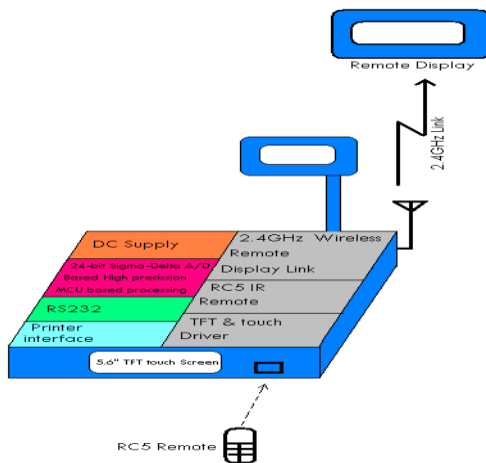 Remote Display
2.4GHz Link
DC Supply
24-bit Sigma-Delta A/D
Based High precision
MCU based processing
RS232
Printer
interface
2.4GHz Wireless
Remote
Display Link
RC5 IR
Remote
TFT & touch
Driver
5.6" TFT touch Screen
RC5 Remote